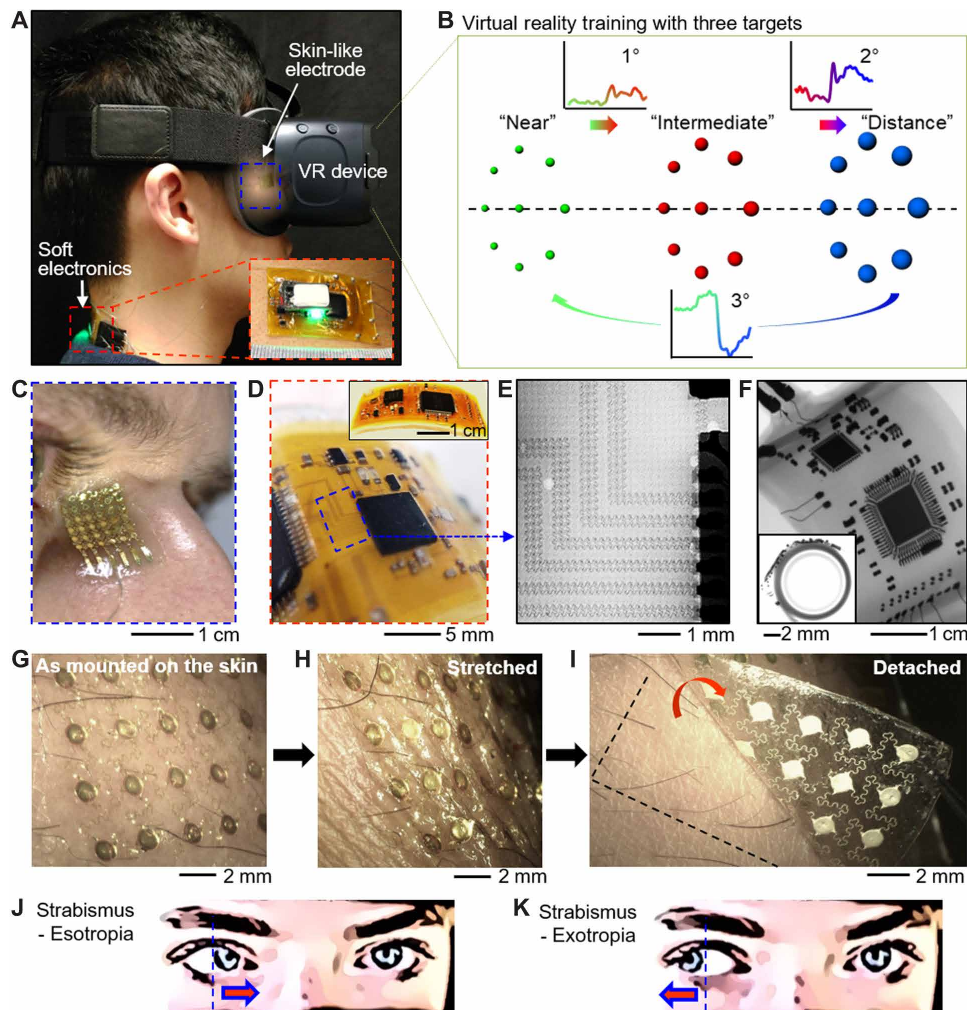 A
Skin-like
electrode
VR device
Soft
electronics
B Virtual reality training with three targets
1°
2°
"Near"
"Intermediate"
"Distance"
3°
C
1 cm
D
1 cm
5 mm
E
1 mm
F
2 mm
1 cm
G As mounted on the skin
2 mm
H Stretched
2 mm
I Detached
2 mm
J Strabismus
- Esotropia
K Strabismus
- Exotropia